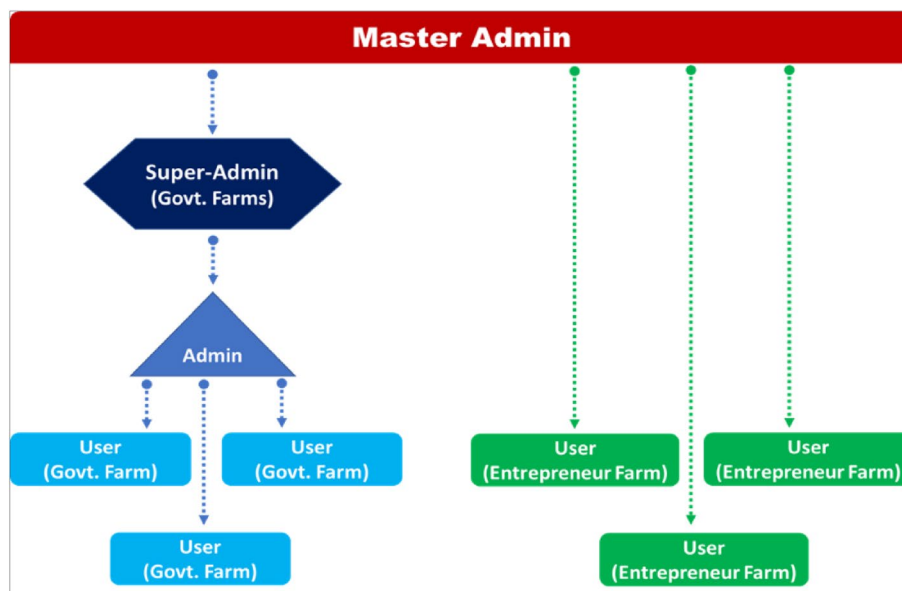 Master Admin
Super-Admin
(Govt. Farms)
Admin
User
(Govt. Farm)
User
(Govt. Farm)
User
(Entrepreneur Farm)
User
(Entrepreneur Farm)
User
(Govt. Farm)
User
(Entrepreneur Farm)